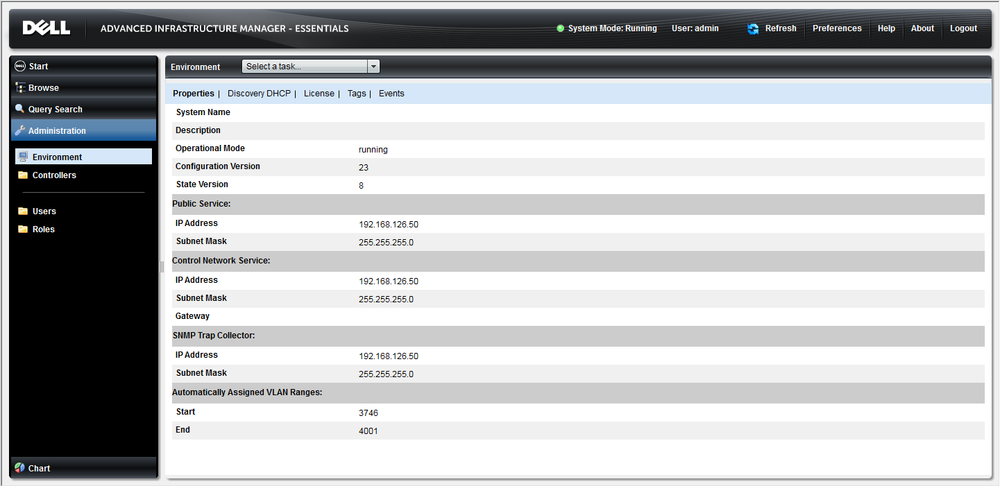 DELL ADVANCED INFRASTRUCTURE MANAGER - ESSENTIALS System Mode: Running User: admin Refresh Preferences Help About Logout
Start
Browse
Query Search
Administration
Environment
Controllers
Users
Roles
Chart
Environment Select a task...
Properties | Discovery DHCP | License | Tags | Events
System Name
Description
Operational Mode running
Configuration Version 23
State Version 8
Public Service:
IP Address 192.168.126.50
Subnet Mask 255.255.255.0
Control Network Service:
IP Address 192.168.126.50
Subnet Mask 255.255.255.0
Gateway
SNMP Trap Collector:
IP Address 192.168.126.50
Subnet Mask 255.255.255.0
Automatically Assigned VLAN Ranges:
Start 3746
End 4001